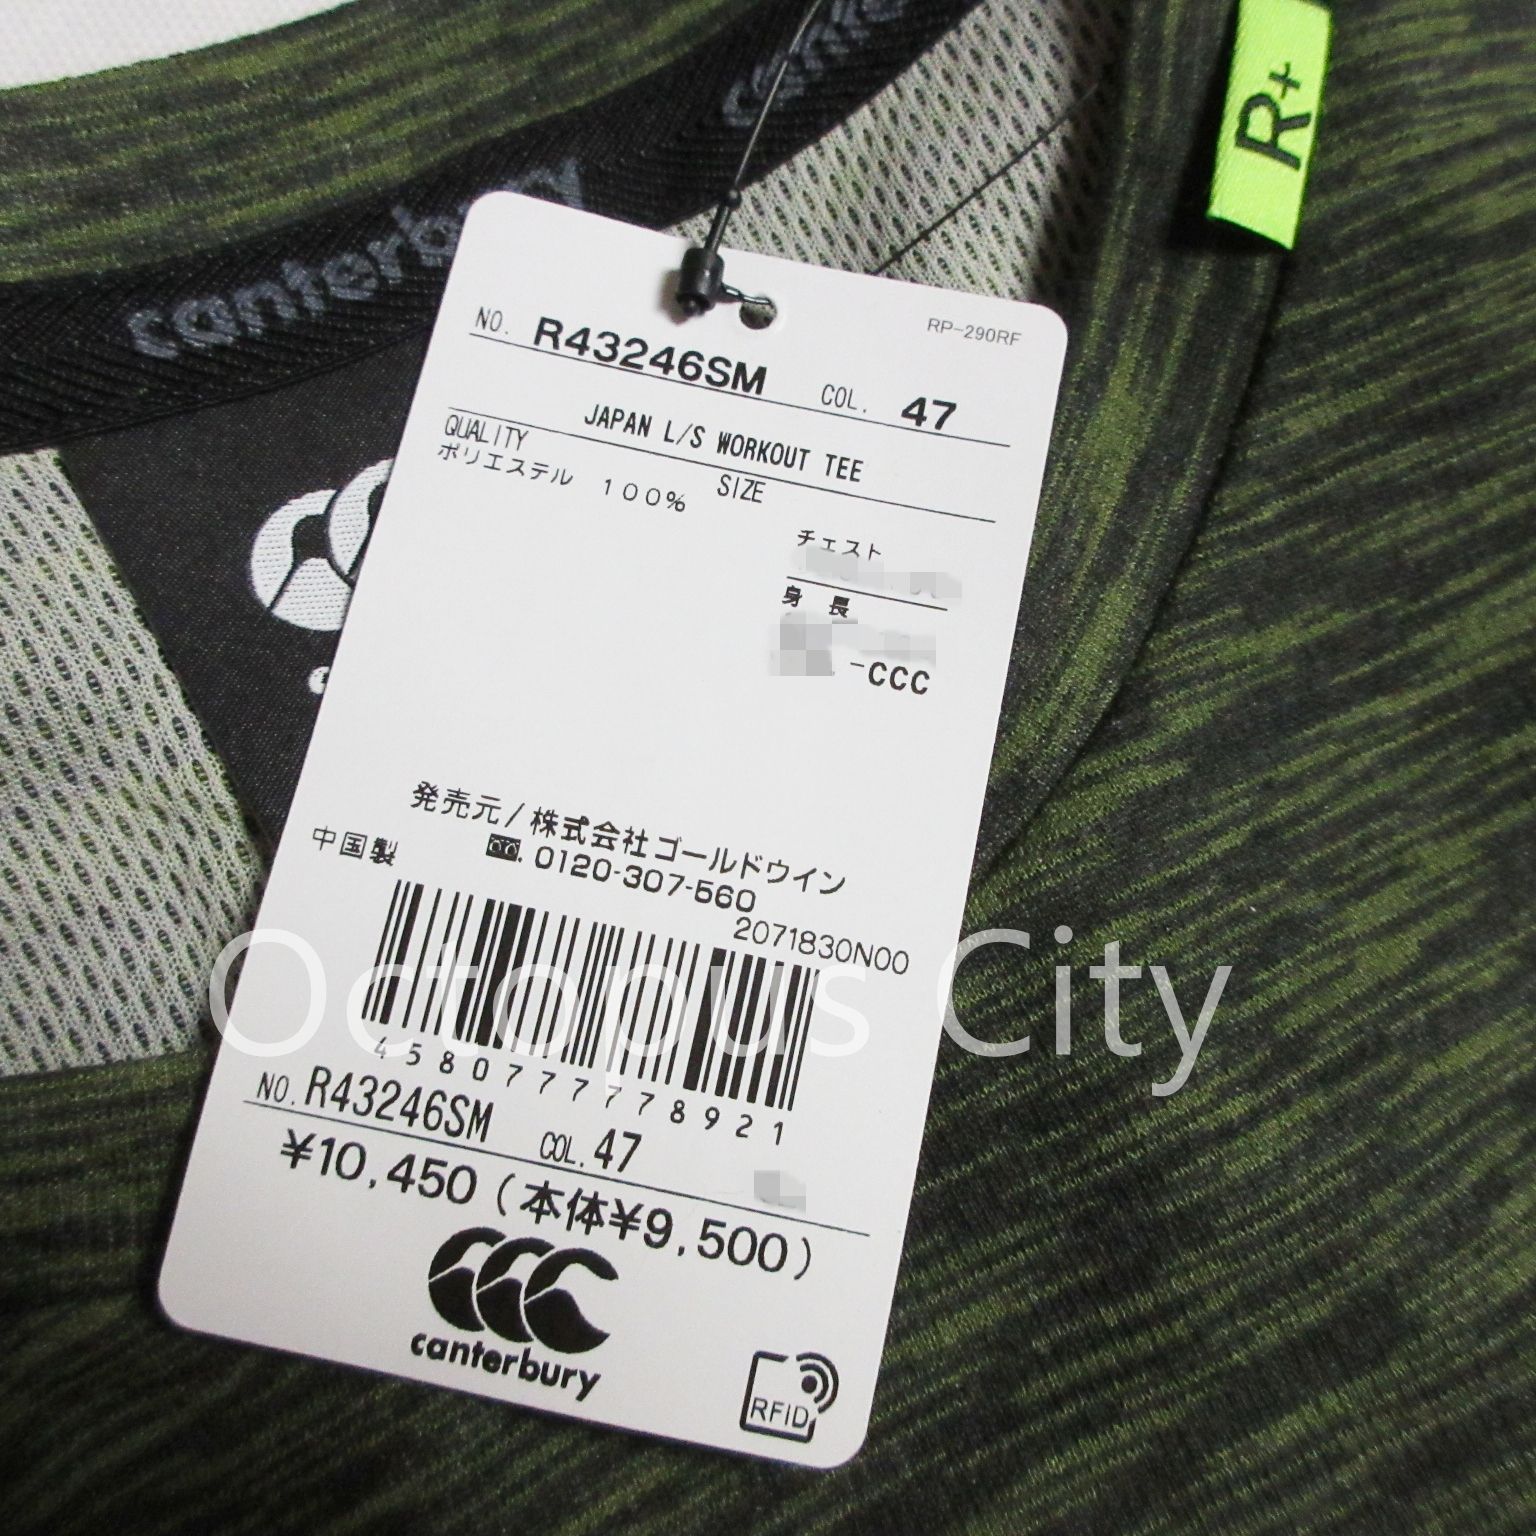 canterbury
R+
RP-290RF
NO. R43246SM COL. 47
JAPAN L/S WORKOUT TEE
QUALITY SIZE
ポリエステル 100%
チェスト
身 長
-CCC
発売元/株式会社ゴールドウイン
中国製 0120-307-560
2071830N00
4580777778921
NO. R43246SM COL. 47
¥10,450(本体¥9,500)
canterbury
RFID
Octopus City